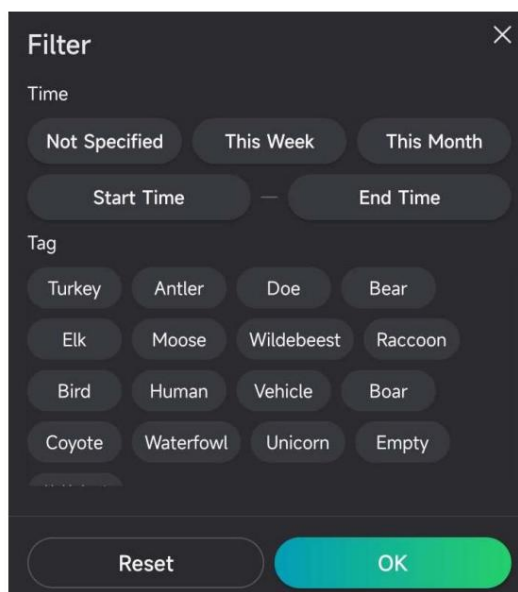 Filter
Time
Not Specified This Week This Month
Start Time — End Time
Tag
Turkey Antler Doe Bear
Elk Moose Wildebeest Raccoon
Bird Human Vehicle Boar
Coyote Waterfowl Unicorn Empty
Reset OK